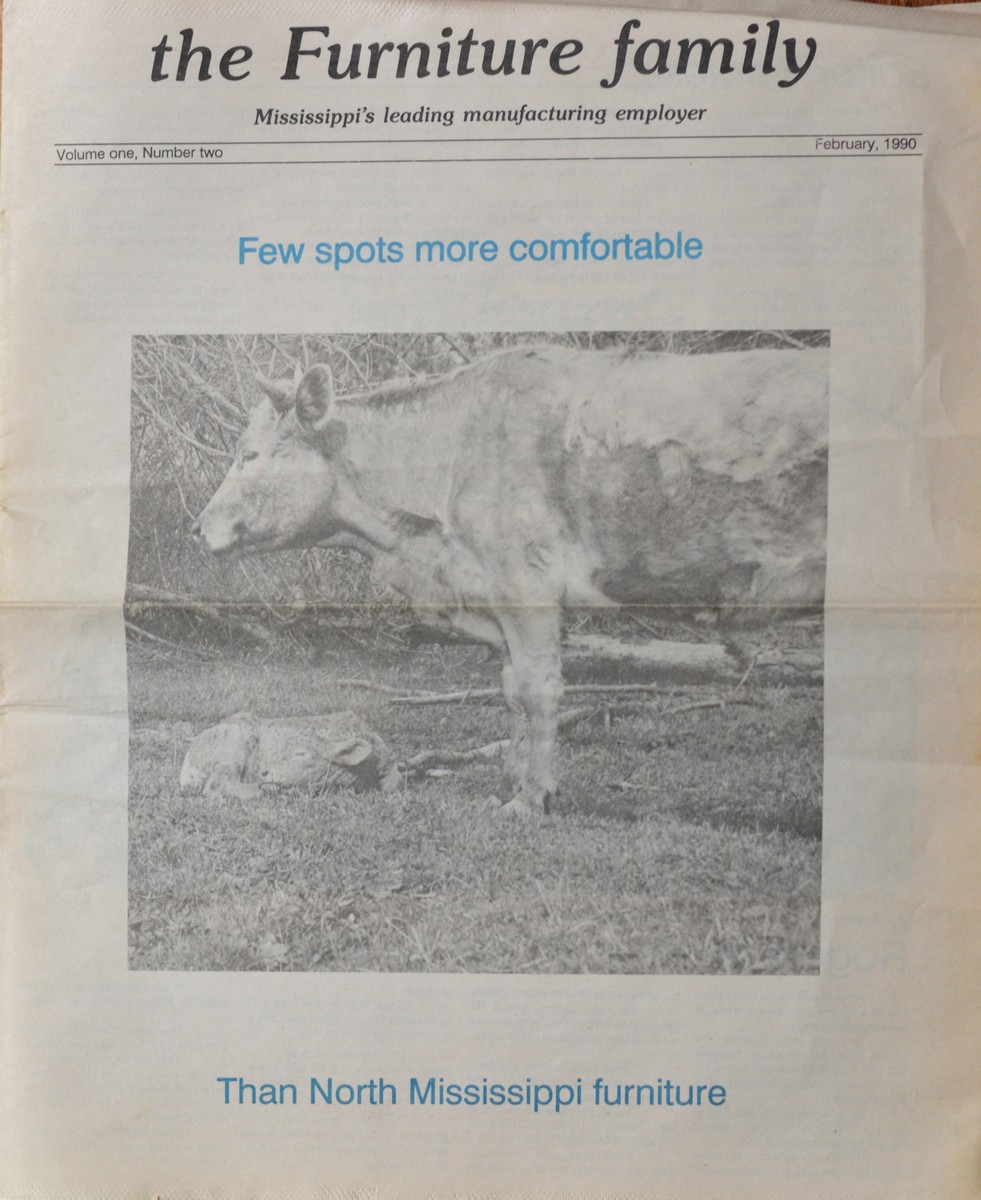 the Furniture family
Mississippi's leading manufacturing employer
Volume one, Number two
February, 1990
Few spots more comfortable
Than North Mississippi furniture